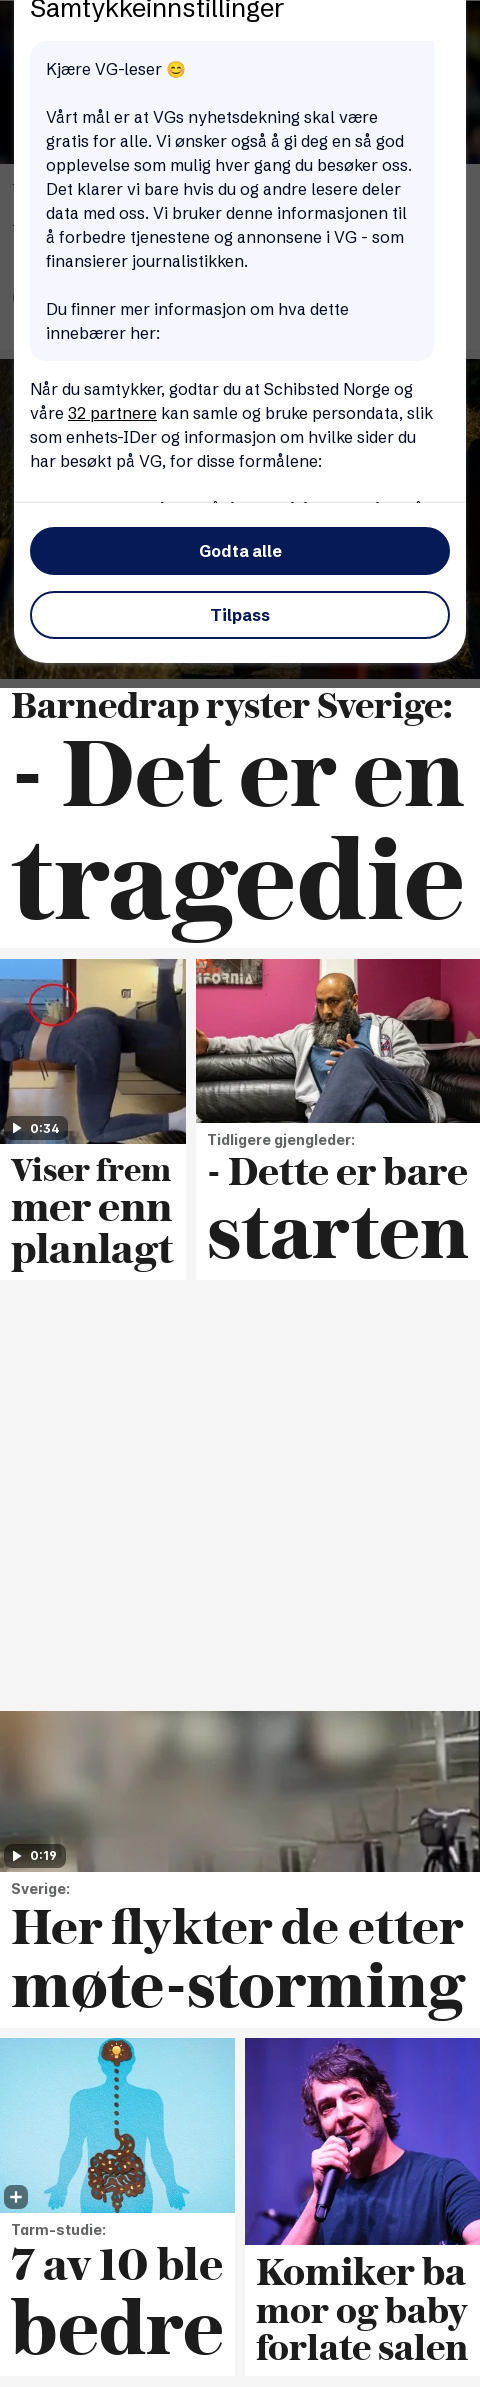 Samtykkeinnstillinger
Kjære VG-leser 😊
Vårt mål er at VGs nyhetsdekning skal være
gratis for alle. Vi ønsker også å gi deg en så god
opplevelse som mulig hver gang du besøker oss.
Det klarer vi bare hvis du og andre lesere deler
data med oss. Vi bruker denne informasjonen til
å forbedre tjenestene og annonsene i VG - som
finansierer journalistikken.
Du finner mer informasjon om hva dette
innebærer her:
Når du samtykker, godtar du at Schibsted Norge og
våre 32 partnere kan samle og bruke persondata, slik
som enhets-IDer og informasjon om hvilke sider du
har besøkt på VG, for disse formålene:
Godta alle
Tilpass
Barnedrap ryster Sverige:
- Det er en
tragedie
0:34
Viser frem
mer enn
planlagt
Tidligere gjengleder:
- Dette er bare
starten
0:19
Sverige:
Her flykter de etter
møte-storming
Tarm-studie:
7 av 10 ble
bedre
Komiker ba
mor og baby
forlate salen